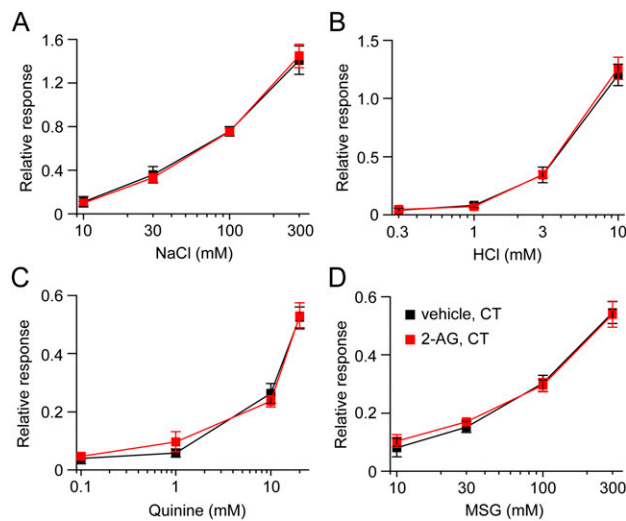 A
Relative response
1.6
1.2
0.8
0.4
0
10
30
100
300
NaCl (mM)
B
Relative response
1.5
1.0
0.5
0
0.3
1
3
10
HCl (mM)
C
Relative response
0.6
0.4
0.2
0
0.1
1
10
Quinine (mM)
D
Relative response
0.6
0.4
0.2
0
vehicle, CT
2-AG, CT
10
30
100
300
MSG (mM)